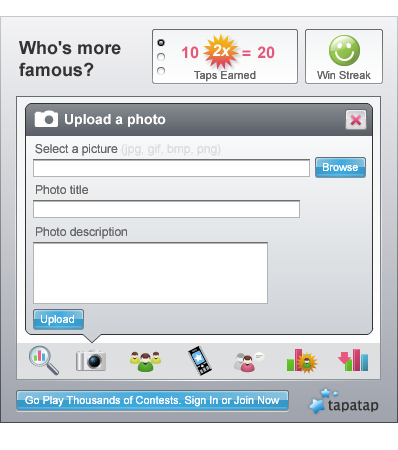 Who's more
famous?
10 2x = 20
Taps Earned
Win Streak
Upload a photo
Select a picture (jpg, gif, bmp, png)
Browse
Photo title
Photo description
Upload
Go Play Thousands of Contests. Sign In or Join Now
tapatap